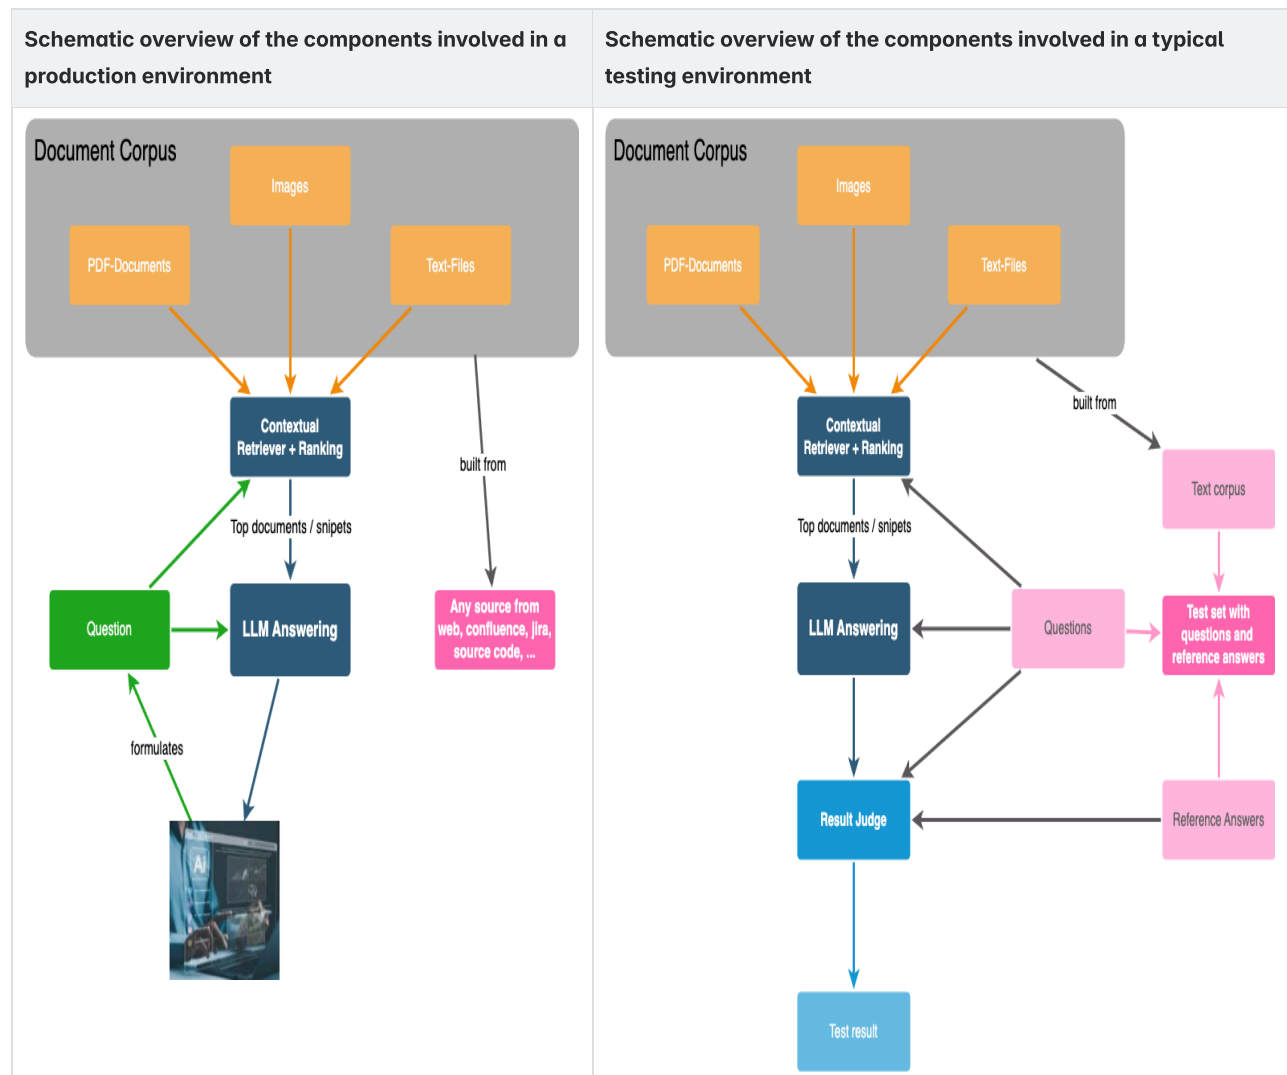 Schematic overview of the components involved in a
production environment
Schematic overview of the components involved in a typical
testing environment
Document Corpus
Images
PDF-Documents
Text-Files
Contextual
Retriever + Ranking
built from
Top documents / snipets
Question
LLM Answering
Any source from
web, confluence, jira,
source code, ...
formulates
Ai
Document Corpus
Images
PDF-Documents
Text-Files
built from
Contextual
Retriever + Ranking
Text corpus
Top documents / snipets
LLM Answering
Questions
Test set with
questions and
reference answers
Result Judge
Reference Answers
Test result